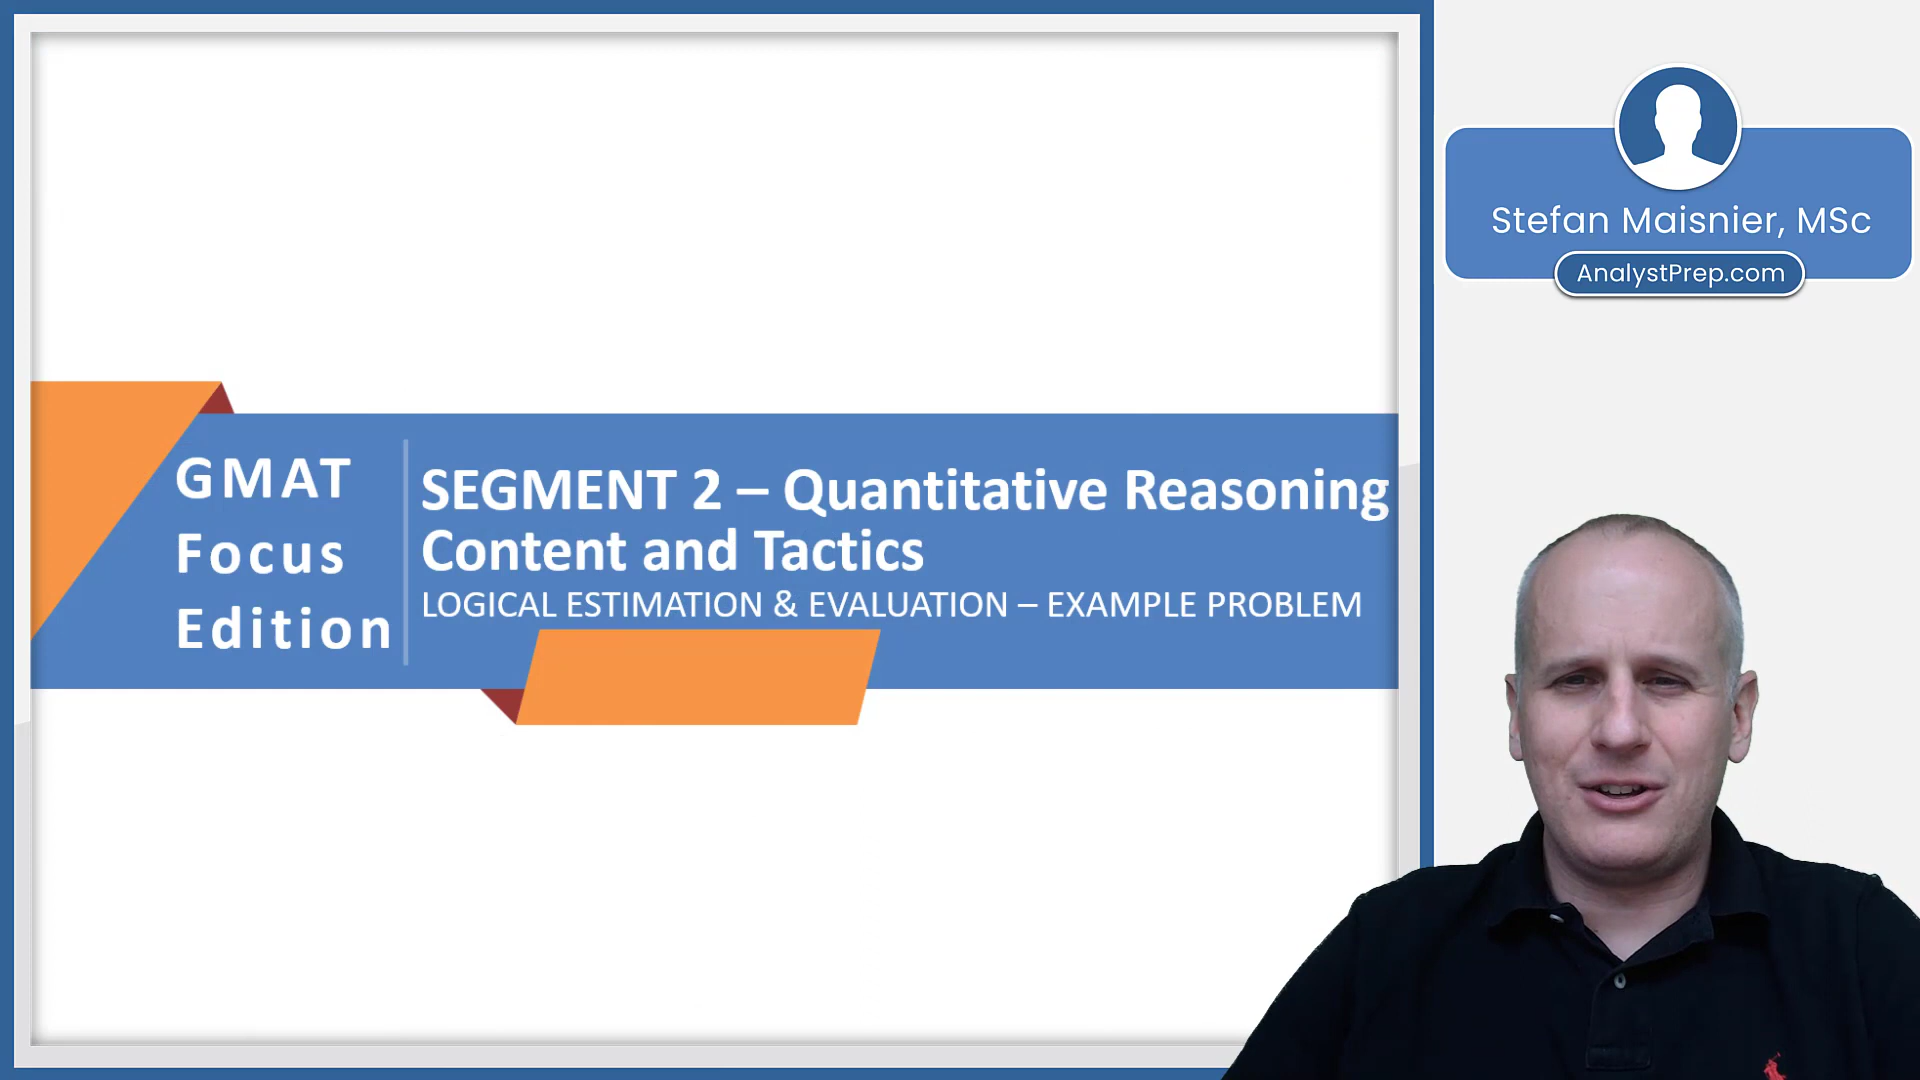 GMAT
Focus
Edition
SEGMENT 2 – Quantitative Reasoning
Content and Tactics
LOGICAL ESTIMATION & EVALUATION – EXAMPLE PROBLEM
Stefan Maisnier, MSc
AnalystPrep.com